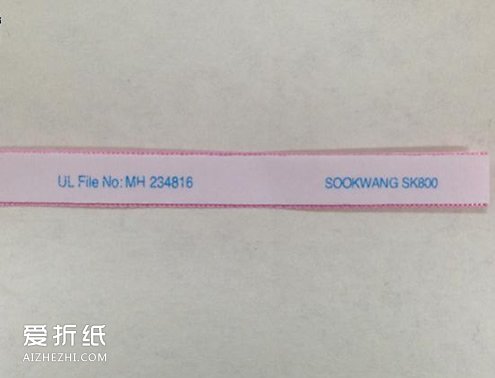 UL File No: MH 234816 SOOKWANG SK800
爱折纸
AIZHEZHI.COM